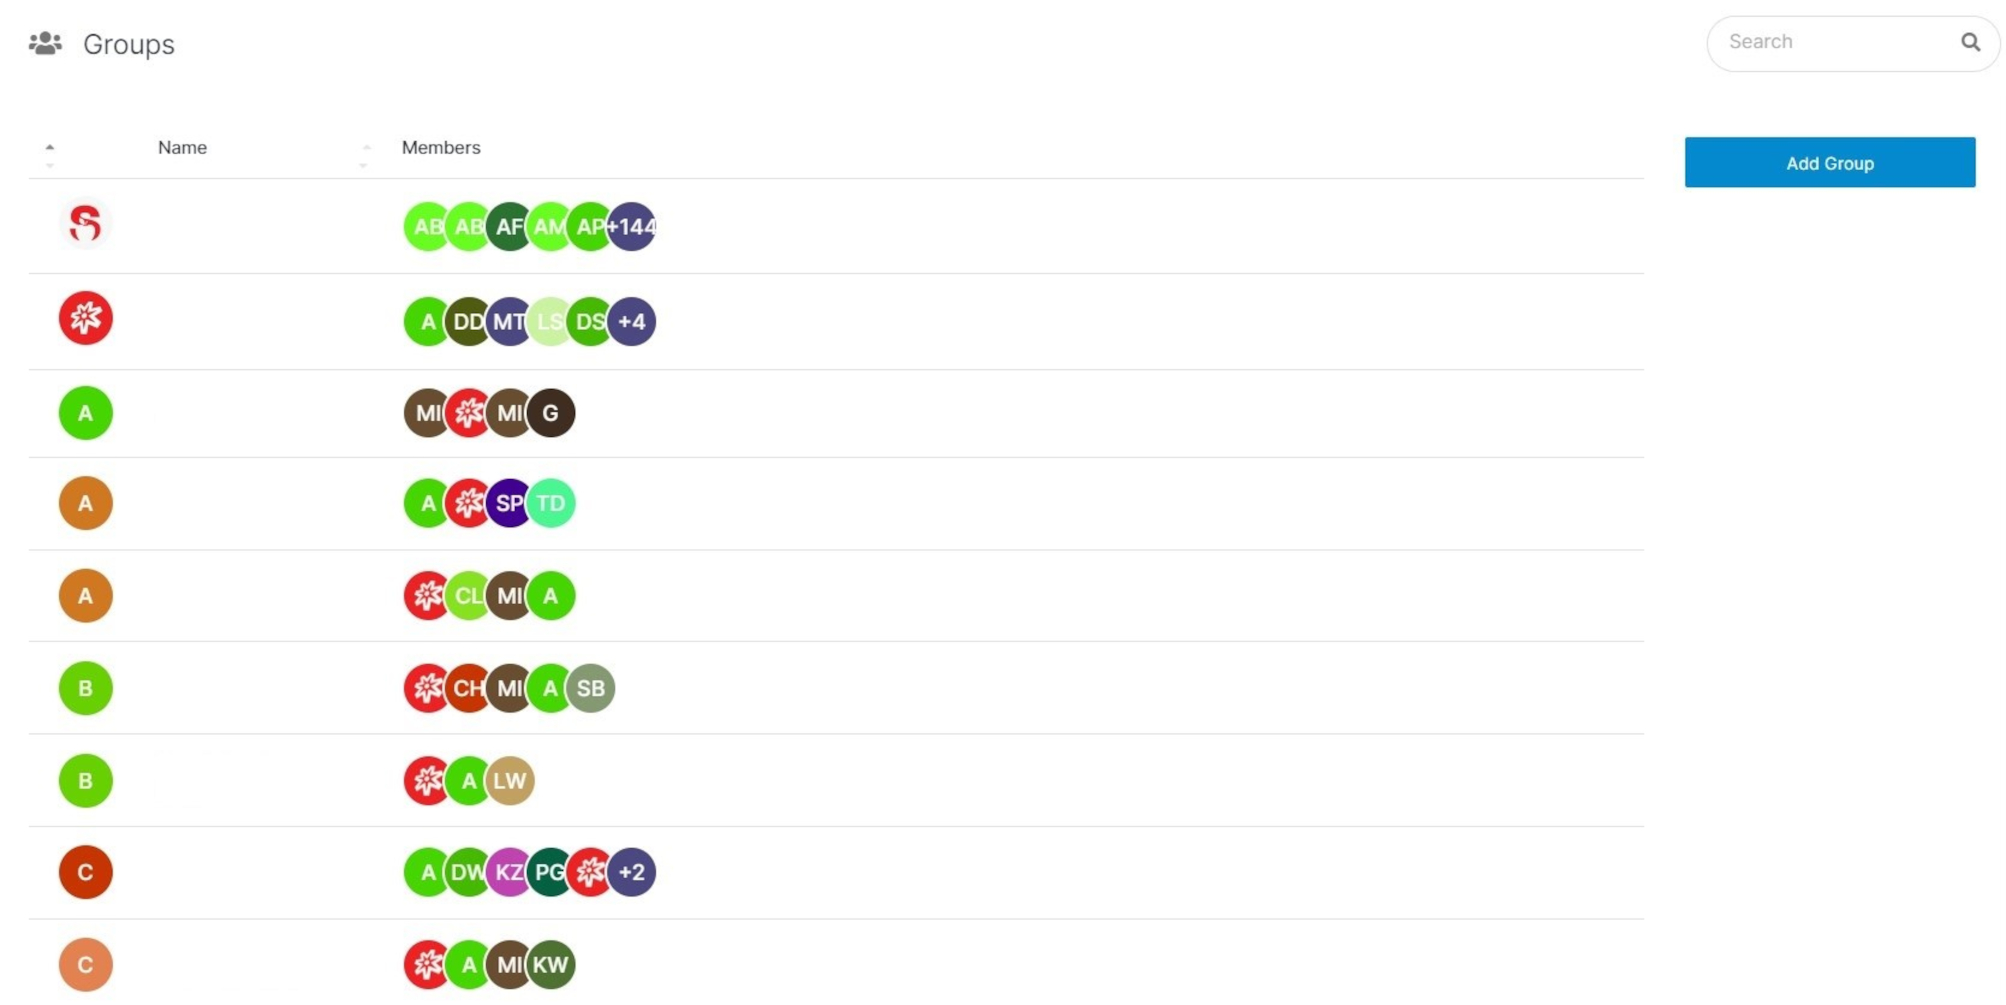 Groups
Search
Name Members
Add Group
AB AB AF AM AP +144
A DD MT LS DS +4
A MI MI G
A A SP TD
A CL MI A
B CH MI A SB
B A LW
C A DW KZ PG +2
C A MI KW